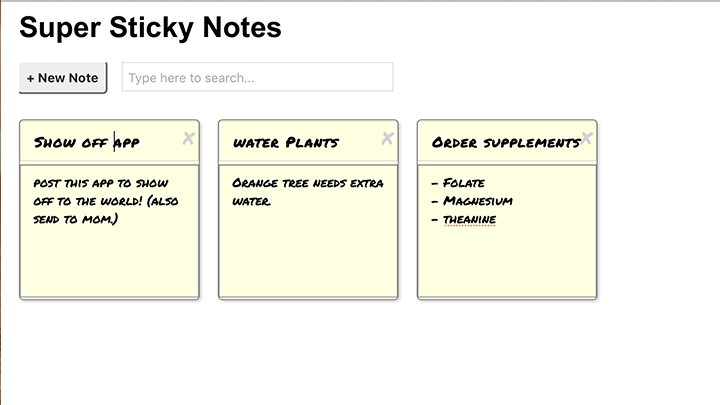 Super Sticky Notes
+ New Note
Type here to search...
Show off app
post this app to show
off to the world! (also
send to mom.)
water Plants
Orange tree needs extra
water.
Order supplements
- Folate
- Magnesium
- theanine